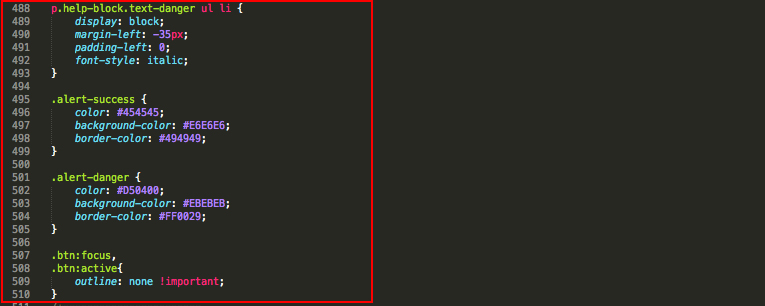 488 p.help-block.text-danger ul li {
489 display: block;
490 margin-left: -35px;
491 padding-left: 0;
492 font-style: italic;
493 }
494
495 .alert-success {
496 color: #454545;
497 background-color: #E6E6E6;
498 border-color: #494949;
499 }
500
501 .alert-danger {
502 color: #D50400;
503 background-color: #EBEBEB;
504 border-color: #FF0029;
505 }
506
507 .btn:focus,
508 .btn:active{
509 outline: none !important;
510 }